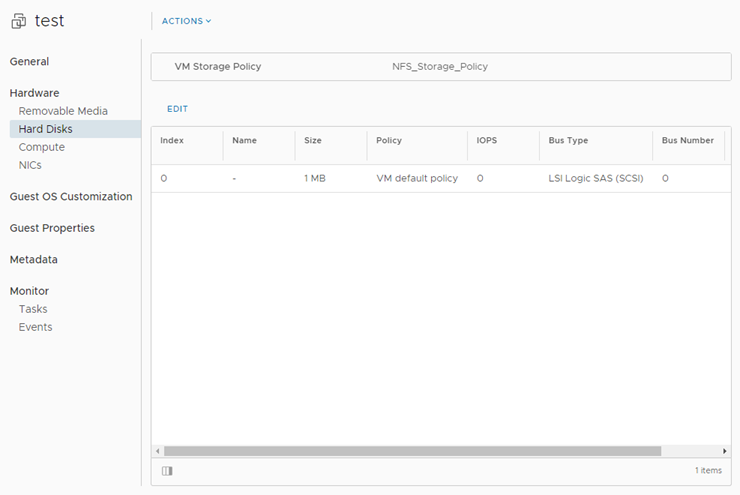 test
ACTIONS
General
Hardware
Removable Media
Hard Disks
Compute
NICs
Guest OS Customization
Guest Properties
Metadata
Monitor
Tasks
Events
VM Storage Policy NFS_Storage_Policy
EDIT
Index Name Size Policy IOPS Bus Type Bus Number
0 - 1 MB VM default policy 0 LSI Logic SAS (SCSI) 0
1 items